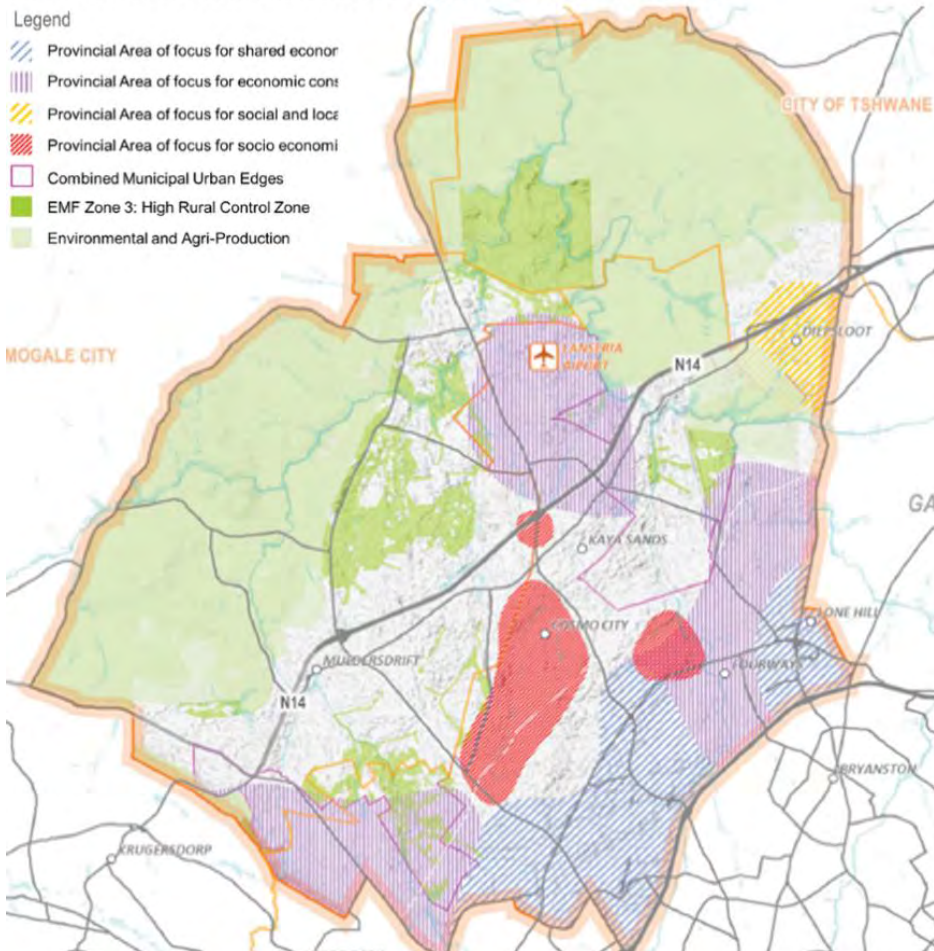 Legend
Provincial Area of focus for shared econor
Provincial Area of focus for economic cons
Provincial Area of focus for social and loca
Provincial Area of focus for socio economi
Combined Municipal Urban Edges
EMF Zone 3: High Rural Control Zone
Environmental and Agri-Production
CITY OF TSHWANE
DIEPSLOOT
MOGALE CITY
LANSERIA
AIRPORT
N14
GA
KAYA SANDS
LONE HILL
COSMO CITY
MULDERSDRIFT
FOURWAYS
N14
BRYANSTON
KRUGERSDORP